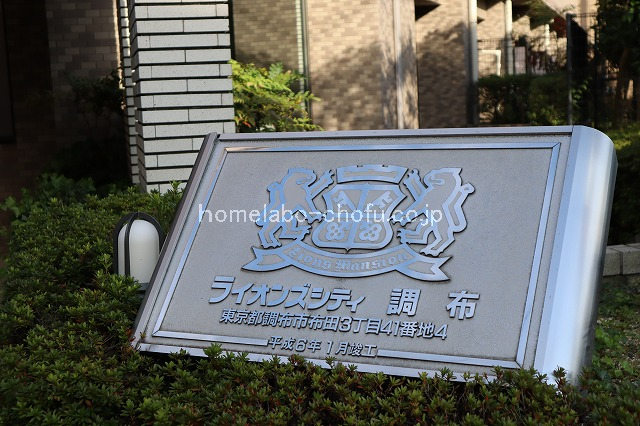 homelabo-chofu.co.jp
Lions Mansion
ライオンズシティ 調布
東京都調布市布田3丁目41番地4
平成6年1月竣工